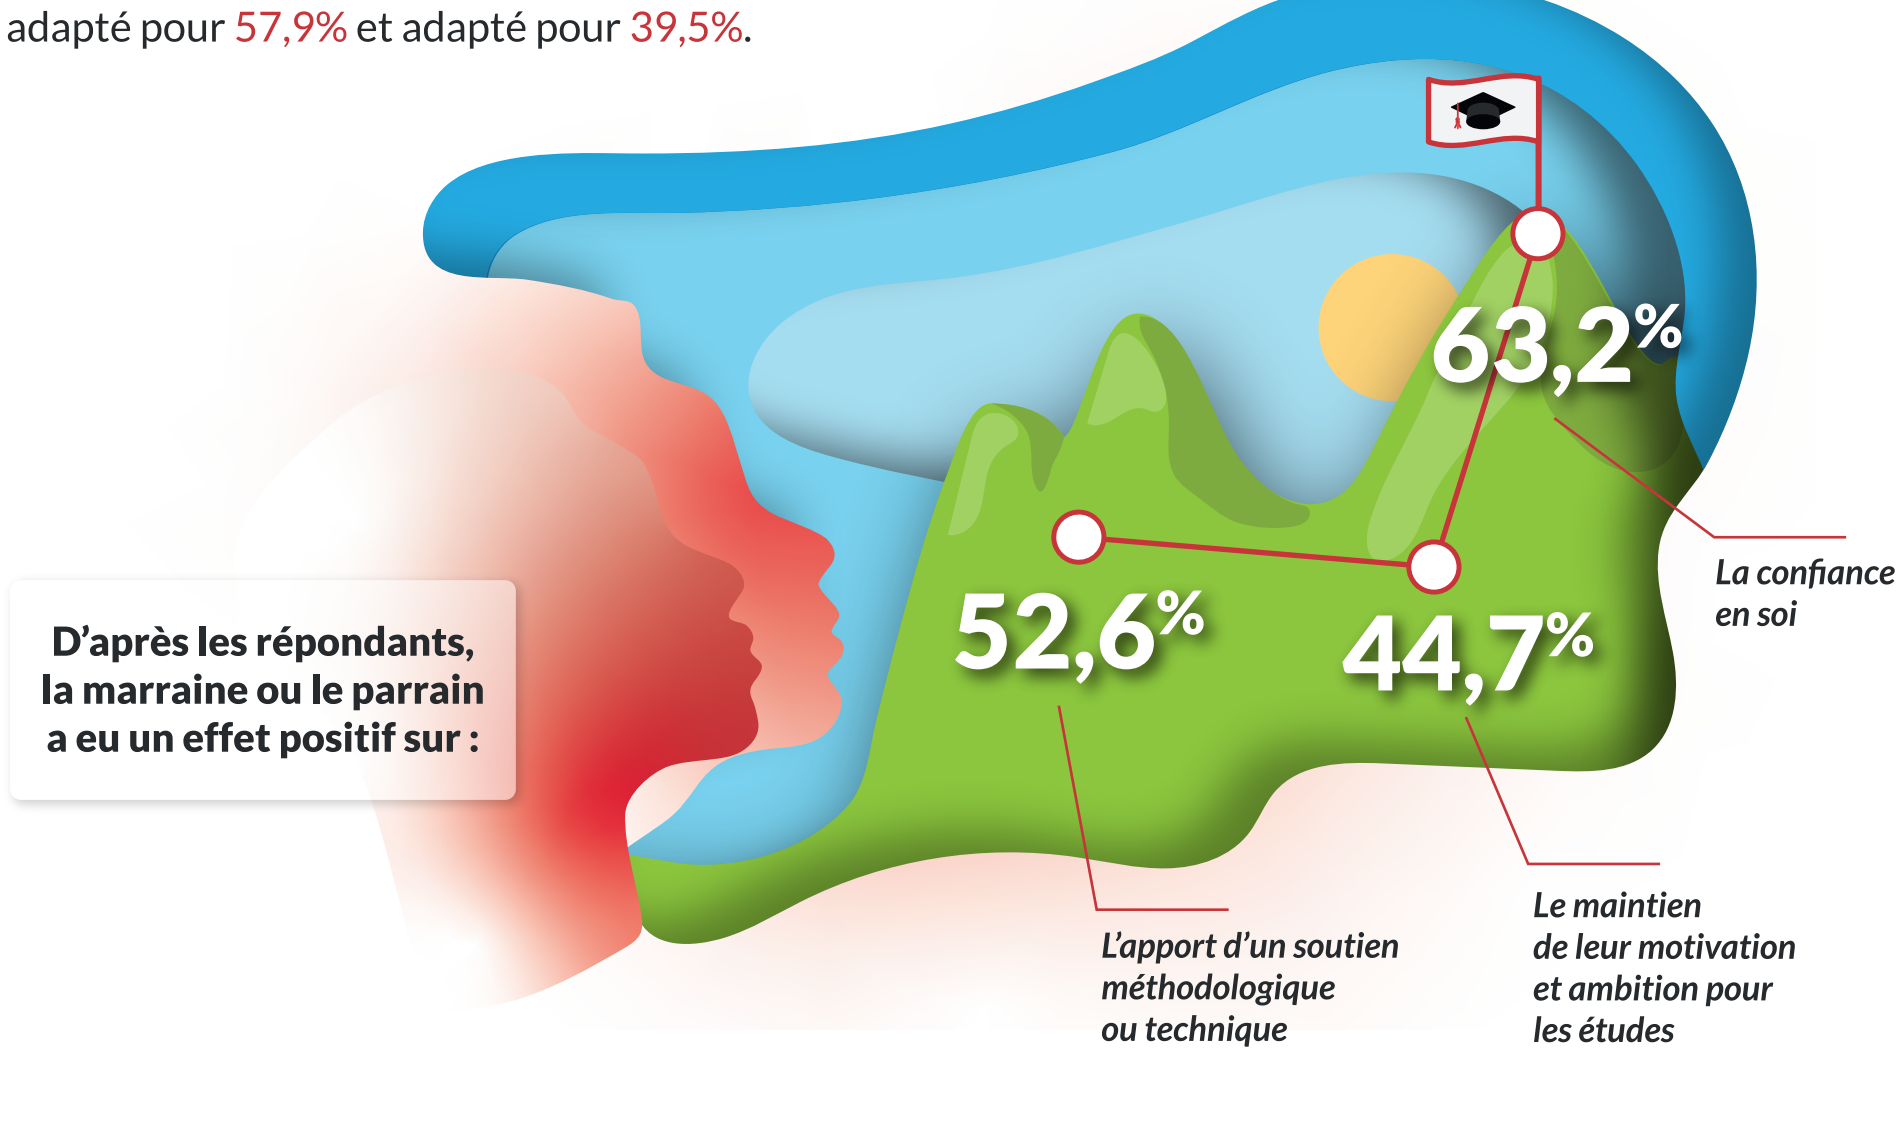 adapté pour 57,9% et adapté pour 39,5%.
63,2%
La confiance
en soi
52,6%
44,7%
D’après les répondants,
la marraine ou le parrain
a eu un effet positif sur :
Le maintien
de leur motivation
et ambition pour
les études
L’apport d’un soutien
méthodologique
ou technique